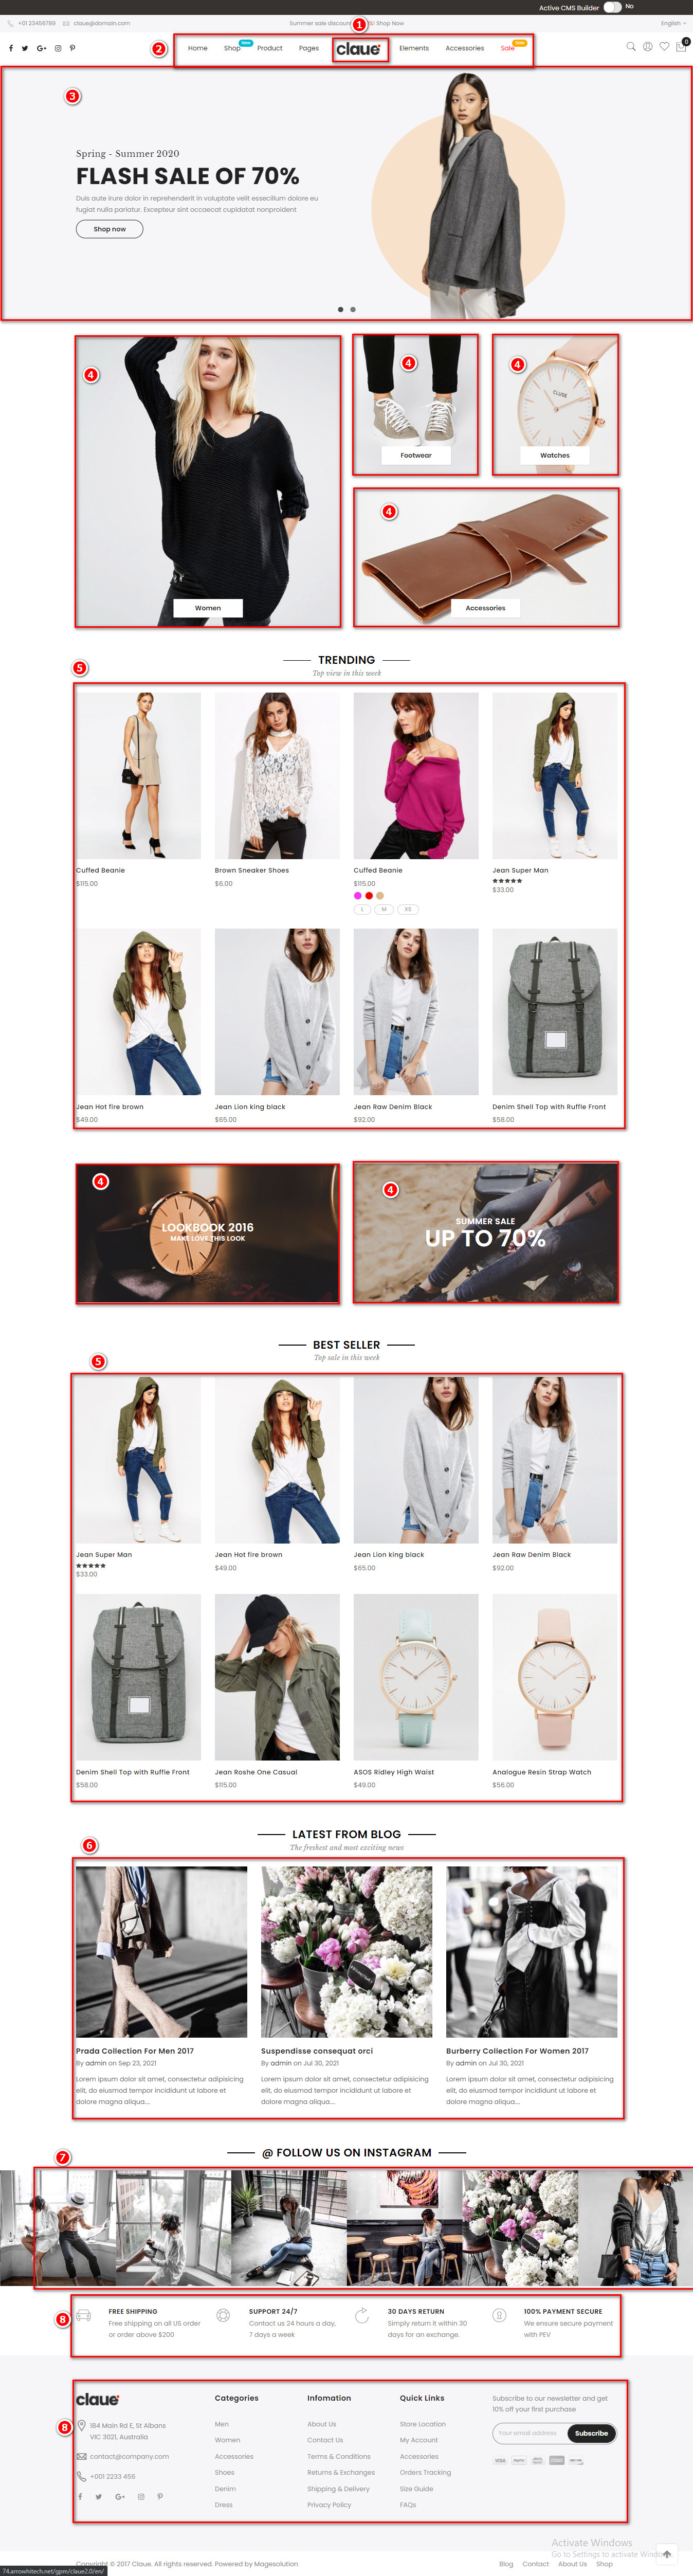 Active CMS Builder No
+01 23456789 claue@domain.com
Summer sale discount
%! Shop Now
English
1
2
Home Shop New Product Pages claue Elements Accessories Sale
0
3
Spring - Summer 2020
FLASH SALE OF 70%
Duis aute irure dolor in reprehenderit in voluptate velit essecillum dolore eu
fugiat nulla pariatur. Excepteur sint occaecat cupidatat nonproident
Shop now
4
Women
4
Footwear
4
CLUSE
Watches
4
Accessories
5
TRENDING
Top view in this week
Cuffed Beanie
$115.00
Brown Sneaker Shoes
$6.00
Cuffed Beanie
$115.00
L M XS
Jean Super Man
$33.00
Jean Hot fire brown
$49.00
Jean Lion king black
$65.00
Jean Raw Denim Black
$92.00
Denim Shell Top with Ruffle Front
$58.00
4
LOOKBOOK 2016
MAKE LOVE THIS LOOK
4
SUMMER SALE
UP TO 70%
5
BEST SELLER
Top sale in this week
Jean Super Man
$33.00
Jean Hot fire brown
$49.00
Jean Lion king black
$65.00
Jean Raw Denim Black
$92.00
Denim Shell Top with Ruffle Front
$58.00
Jean Roshe One Casual
$115.00
ASOS Ridley High Waist
$49.00
Analogue Resin Strap Watch
$56.00
6
LATEST FROM BLOG
The freshest and most exciting news
Prada Collection For Men 2017
By admin on Sep 23, 2021
Lorem ipsum dolor sit amet, consectetur adipisicing
elit, do eiusmod tempor incididunt ut labore et
dolore magna aliqua....
Suspendisse consequat orci
By admin on Jul 30, 2021
Lorem ipsum dolor sit amet, consectetur adipisicing
elit, do eiusmod tempor incididunt ut labore et
dolore magna aliqua....
Burberry Collection For Women 2017
By admin on Jul 30, 2021
Lorem ipsum dolor sit amet, consectetur adipisicing
elit, do eiusmod tempor incididunt ut labore et
dolore magna aliqua....
7
@ FOLLOW US ON INSTAGRAM
8
FREE SHIPPING
Free shipping on all US order
or order above $200
SUPPORT 24/7
Contact us 24 hours a day,
7 days a week
30 DAYS RETURN
Simply return it within 30
days for an exchange.
100% PAYMENT SECURE
We ensure secure payment
with PEV
8
claue
184 Main Rd E, St Albans
VIC 3021, Australia
contact@company.com
+001 2233 456
Categories
Men
Women
Accessories
Shoes
Denim
Dress
Infomation
About Us
Contact Us
Terms & Conditions
Returns & Exchanges
Shipping & Delivery
Privacy Policy
Quick Links
Store Location
My Account
Accessories
Orders Tracking
Size Guide
FAQs
Subscribe to our newsletter and get
10% off your first purchase
Your email address Subscribe
VISA PayPal
Activate Windows
Go to Settings to activate Windows
Copyright © 2017 Claue. All rights reserved. Powered by Magesolution
Blog Contact About Us Shop
74.arrowhitech.net/gpm/claue2.0/en/